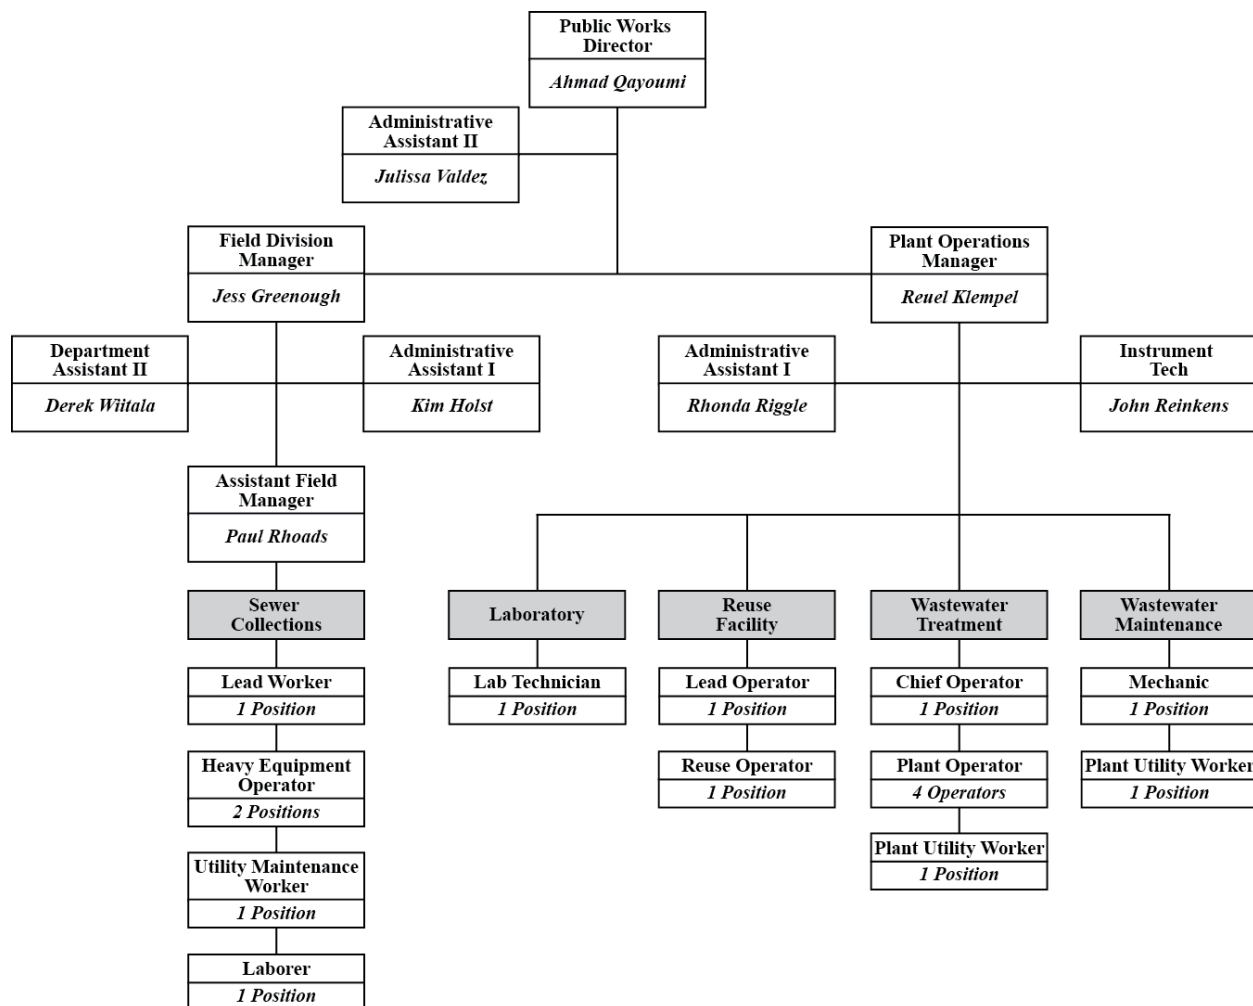 Public Works
Director
Ahmad Qayoumi
Administrative
Assistant II
Julissa Valdez
Field Division
Manager
Jess Greenough
Plant Operations
Manager
Reuel Klempel
Department
Assistant II
Derek Wiitala
Administrative
Assistant I
Kim Holst
Administrative
Assistant I
Rhonda Riggle
Instrument
Tech
John Reinkens
Assistant Field
Manager
Paul Rhoads
Sewer
Collections
Lead Worker
1 Position
Heavy Equipment
Operator
2 Positions
Utility Maintenance
Worker
1 Position
Laborer
1 Position
Laboratory
Lab Technician
1 Position
Reuse
Facility
Lead Operator
1 Position
Reuse Operator
1 Position
Wastewater
Treatment
Chief Operator
1 Position
Plant Operator
4 Operators
Plant Utility Worker
1 Position
Wastewater
Maintenance
Mechanic
1 Position
Plant Utility Worker
1 Position